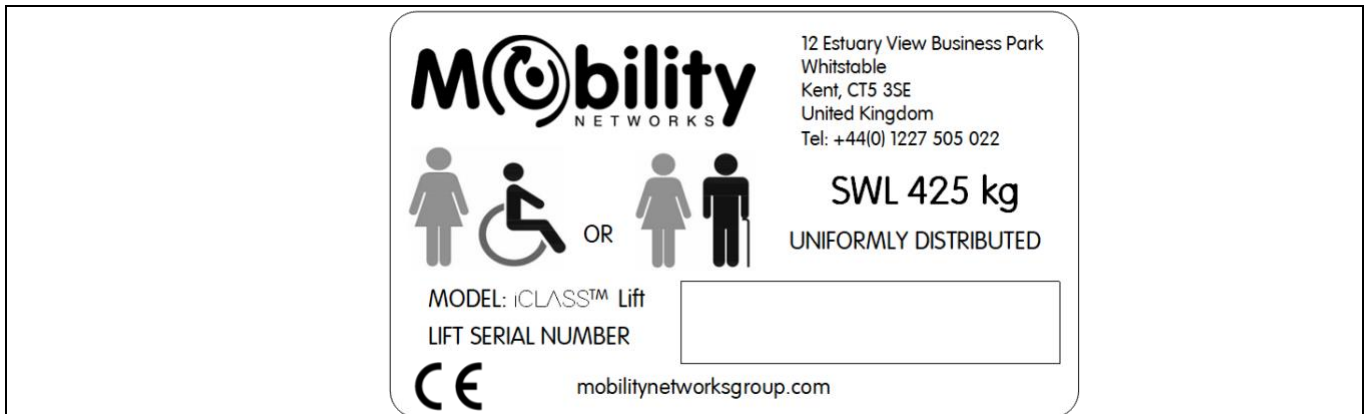 Mobility
NETWORKS
12 Estuary View Business Park
Whitstable
Kent, CT5 3SE
United Kingdom
Tel: +44(0) 1227 505 022
SWL 425 kg
OR
UNIFORMLY DISTRIBUTED
MODEL: iCLASS™ Lift
LIFT SERIAL NUMBER
CE
mobilitynetworksgroup.com